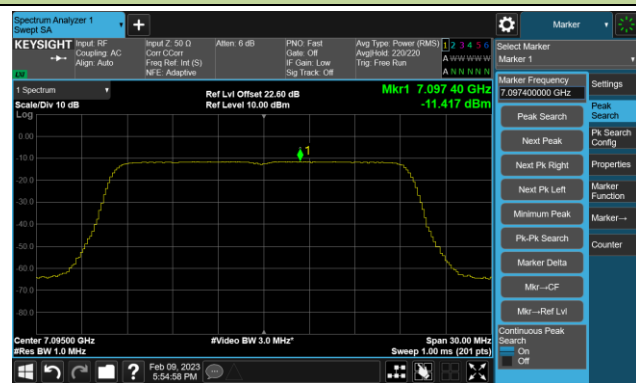 Spectrum Analyzer 1
Swept SA
+
Marker
KEYSIGHT
Input: RF
Coupling: AC
Align: Auto
Input Z: 50 Ω
Corr CCorr
Freq Ref: Int (S)
NFE: Adaptive
Atten: 6 dB
PNO: Fast
Gate: Off
IF Gain: Low
Sig Track: Off
Avg Type: Power (RMS)
Avg|Hold: 220/220
Trig: Free Run
1 2 3 4 5 6
A W W W W W
A N N N N N
Select Marker
Marker 1
1 Spectrum
Scale/Div 10 dB
Log
Ref Lvl Offset 22.60 dB
Ref Level 10.00 dBm
Mkr1 7.097 40 GHz
-11.417 dBm
0.00
-10.0
-20.0
-30.0
-40.0
-50.0
-60.0
-70.0
-80.0
1
Center 7.09500 GHz
#Res BW 1.0 MHz
#Video BW 3.0 MHz*
Span 30.00 MHz
Sweep 1.00 ms (201 pts)
Marker Frequency
7.097400000 GHz
Peak Search
Next Peak
Next Pk Right
Next Pk Left
Minimum Peak
Pk-Pk Search
Marker Delta
Mkr→CF
Mkr→Ref Lvl
Continuous Peak
Search
On
Off
Settings
Peak
Search
Pk Search
Config
Properties
Marker
Function
Marker→
Counter
?
Feb 09, 2023
5:54:58 PM